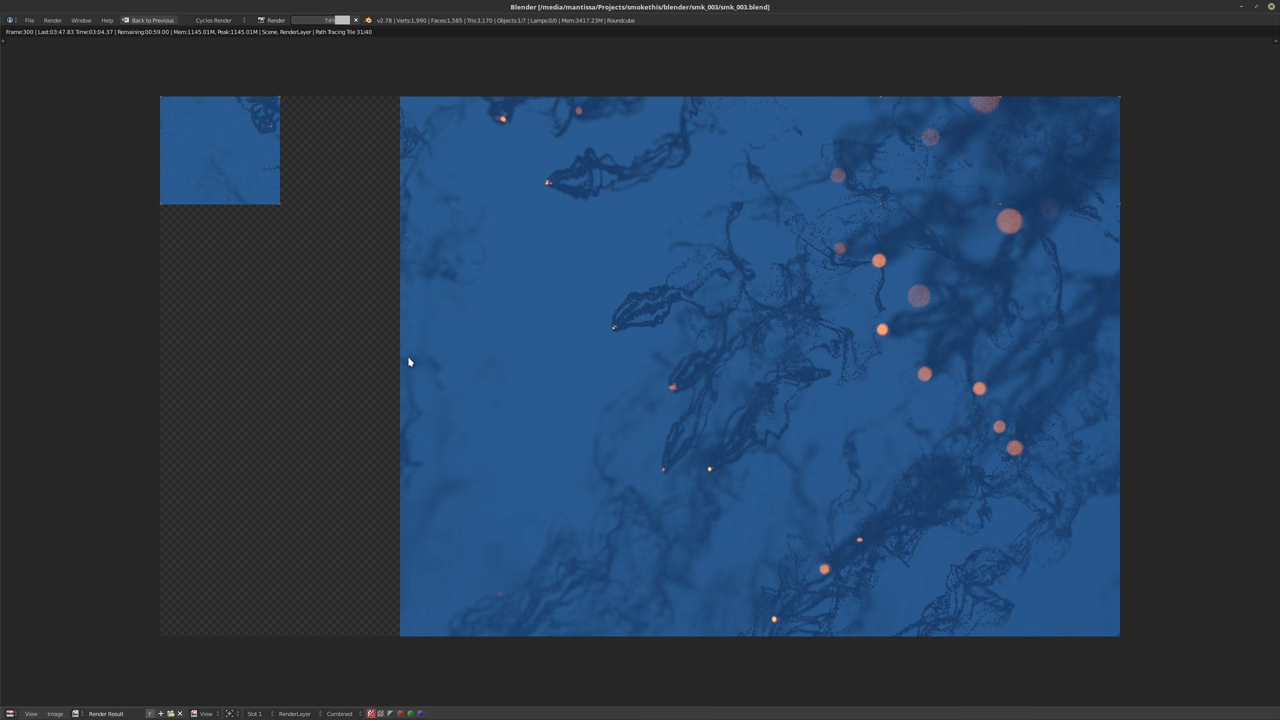 Blender [/media/mantissa/Projects/smokethis/blender/smk_003/smk_003.blend]
File Render Window Help Back to Previous Cycles Render Render 74% v2.78 | Verts:1,990 | Faces:1,585 | Tris:3,170 | Objects:1/7 | Lamps:0/0 | Mem:3417.23M | Roundcube
Frame:300 | Last:03:47.83 Time:03:04.37 | Remaining:00:59.00 | Mem:1145.01M, Peak:1145.01M | Scene, RenderLayer | Path Tracing Tile 31/40
View Image Render Result F View Slot 1 RenderLayer Combined